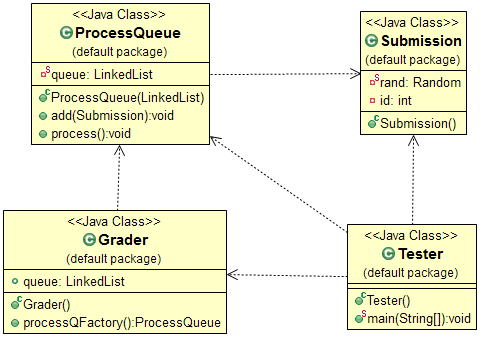 <<Java Class>>
ProcessQueue
(default package)
queue: LinkedList
ProcessQueue(LinkedList)
add(Submission):void
process():void
<<Java Class>>
Submission
(default package)
rand: Random
id: int
Submission()
<<Java Class>>
Grader
(default package)
queue: LinkedList
Grader()
processQFactory():ProcessQueue
<<Java Class>>
Tester
(default package)
Tester()
main(String[]):void